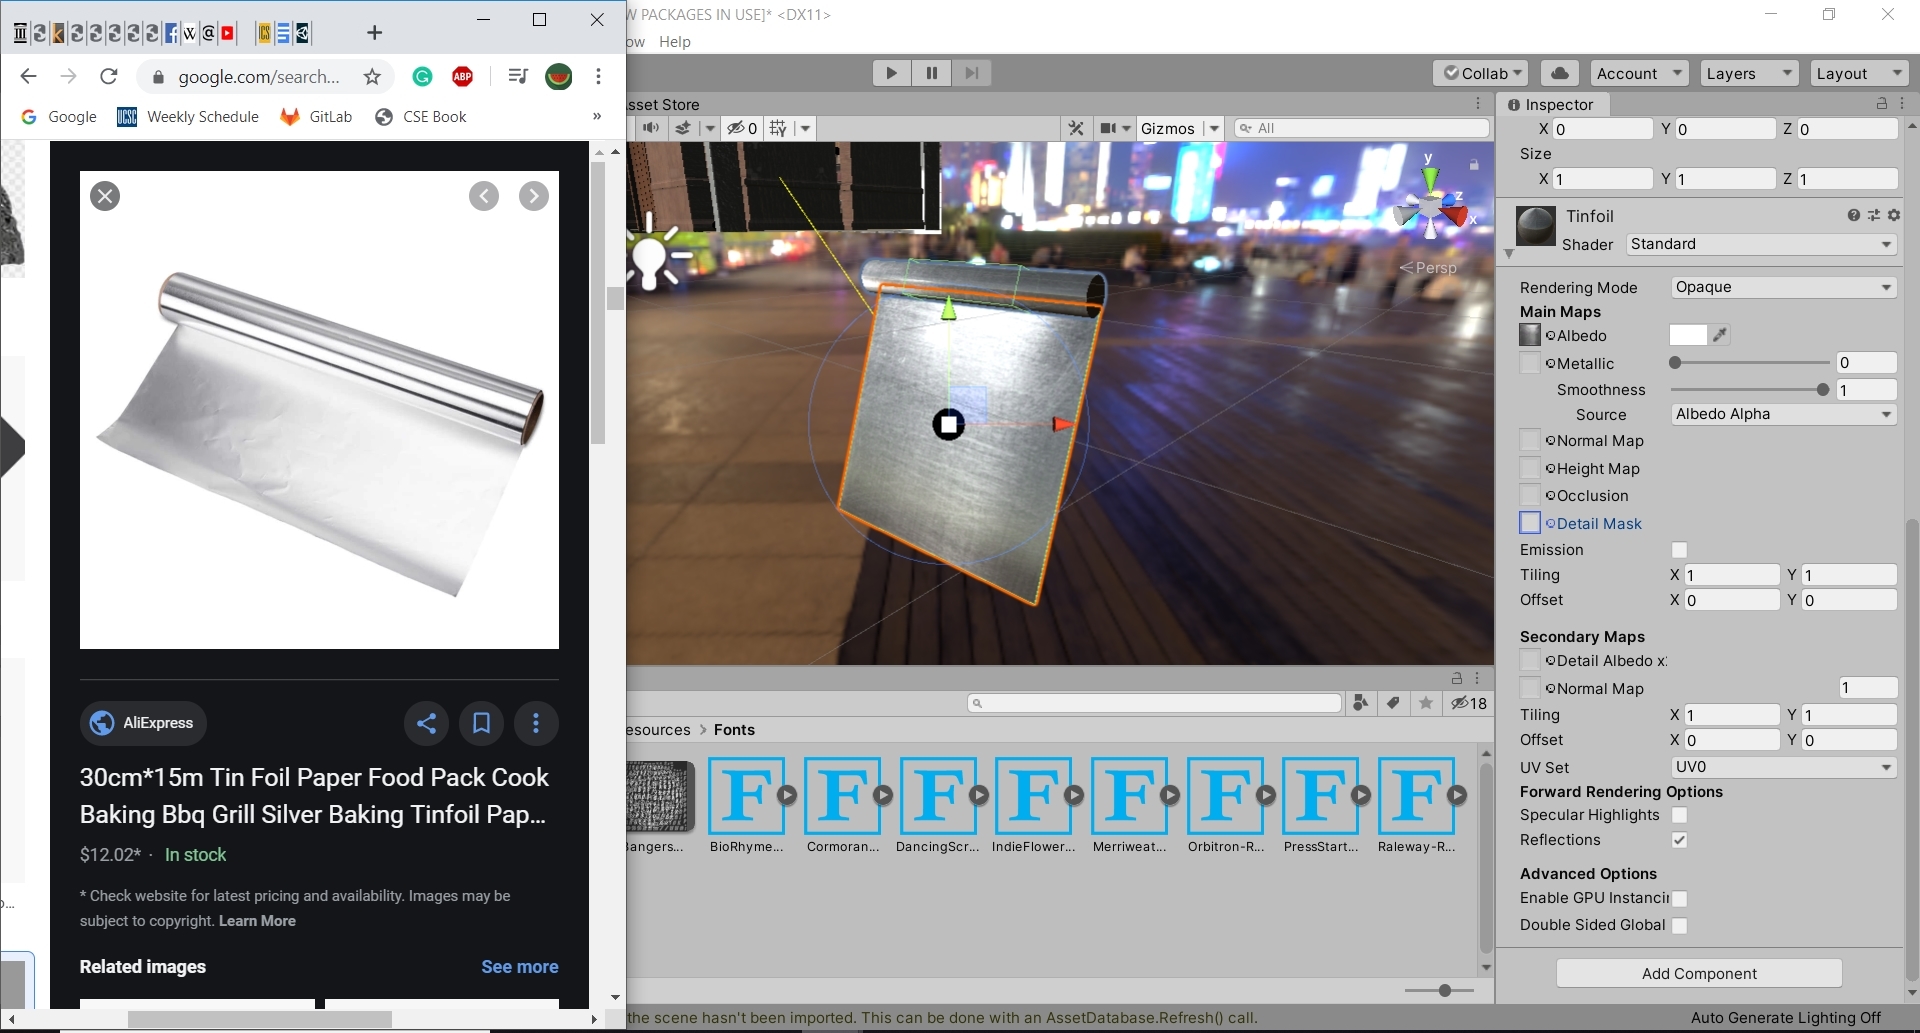 google.com/search...
ABP
Google
UCSC
Weekly Schedule
GitLab
CSE Book
»
AliExpress
30cm*15m Tin Foil Paper Food Pack Cook
Baking Bbq Grill Silver Baking Tinfoil Pap...
$12.02* · In stock
* Check website for latest pricing and availability. Images may be
subject to copyright. Learn More
Related images
See more
W PACKAGES IN USE]* <DX11>
ow Help
Collab
Account
Layers
Layout
Asset Store
0
Gizmos
All
y
z
x
Persp
18
esources > Fonts
Bangers...
BioRhyme...
Cormoran...
DancingScr...
IndieFlower...
Merriweat...
Orbitron-R...
PressStart...
Raleway-R...
the scene hasn't been imported. This can be done with an AssetDatabase.Refresh() call.
Inspector
X 0 Y 0 Z 0
Size
X 1 Y 1 Z 1
Tinfoil
Shader Standard
Rendering Mode Opaque
Main Maps
Albedo
Metallic 0
Smoothness 1
Source Albedo Alpha
Normal Map
Height Map
Occlusion
Detail Mask
Emission
Tiling X 1 Y 1
Offset X 0 Y 0
Secondary Maps
Detail Albedo x
Normal Map 1
Tiling X 1 Y 1
Offset X 0 Y 0
UV Set UV0
Forward Rendering Options
Specular Highlights
Reflections
Advanced Options
Enable GPU Instancin
Double Sided Global
Add Component
Auto Generate Lighting Off